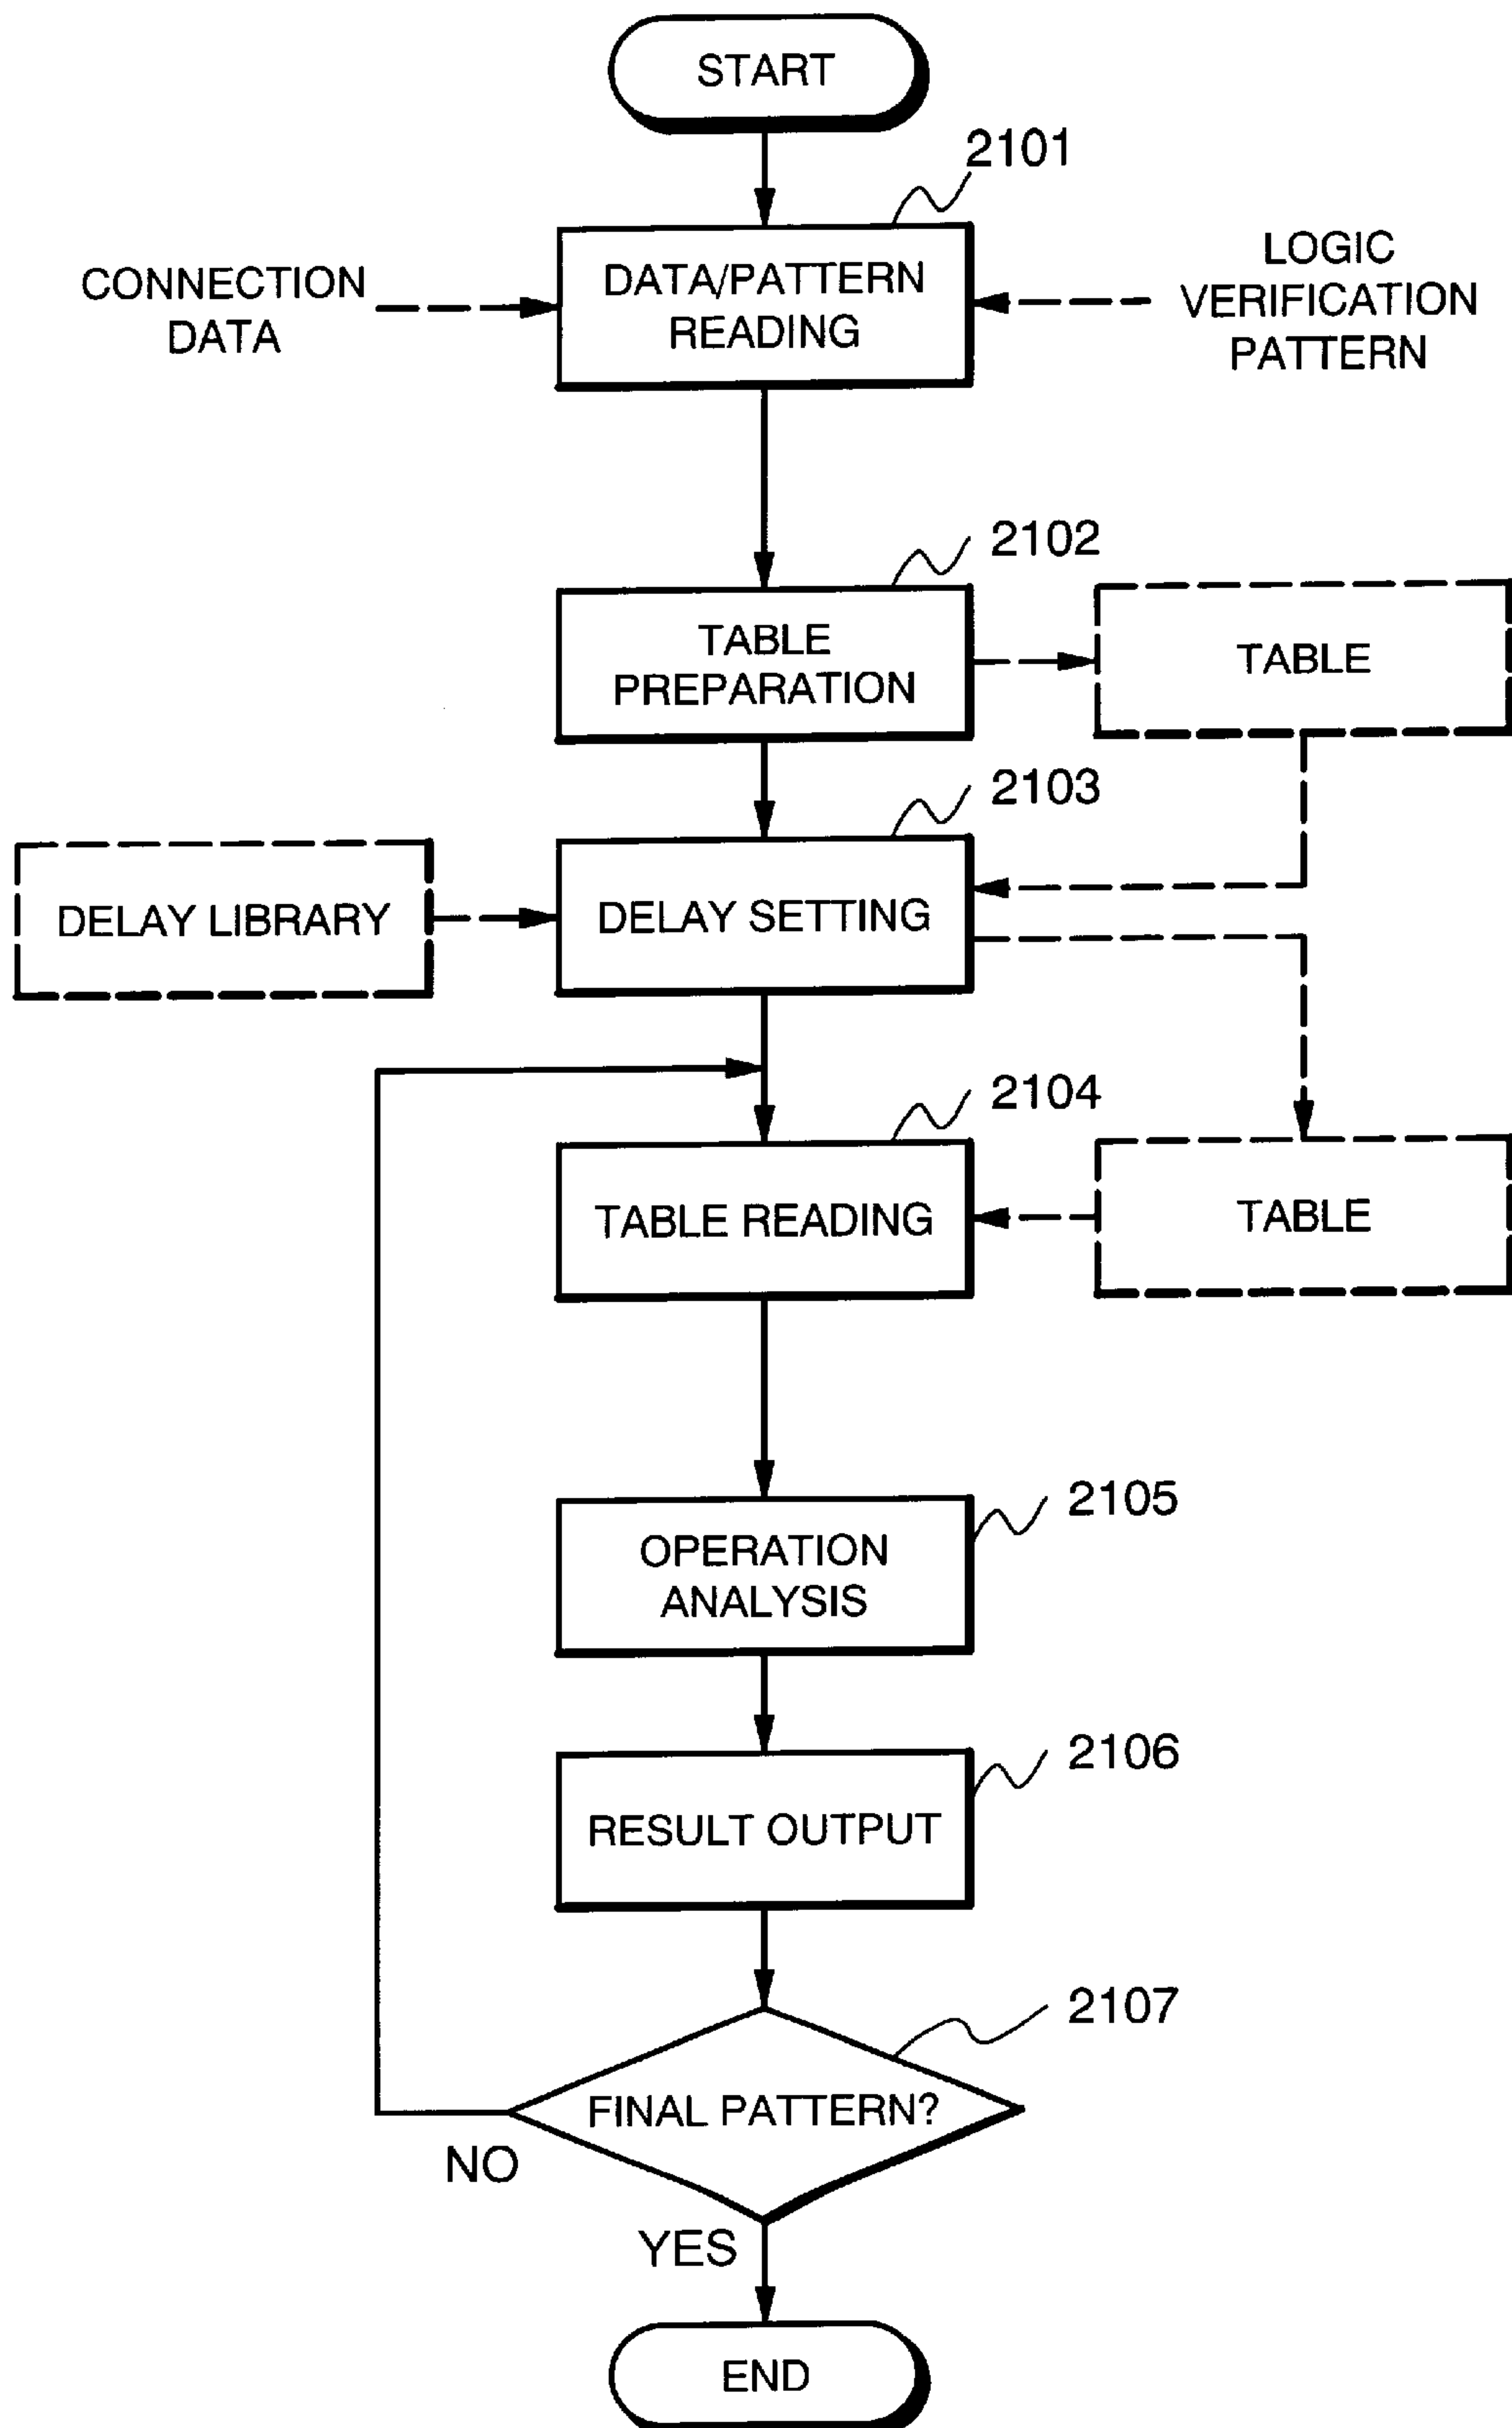 START
2101
CONNECTION
DATA
DATA/PATTERN
READING
LOGIC
VERIFICATION
PATTERN
2102
TABLE
PREPARATION
TABLE
2103
DELAY LIBRARY
DELAY SETTING
2104
TABLE READING
TABLE
2105
OPERATION
ANALYSIS
2106
RESULT OUTPUT
2107
FINAL PATTERN?
NO
YES
END